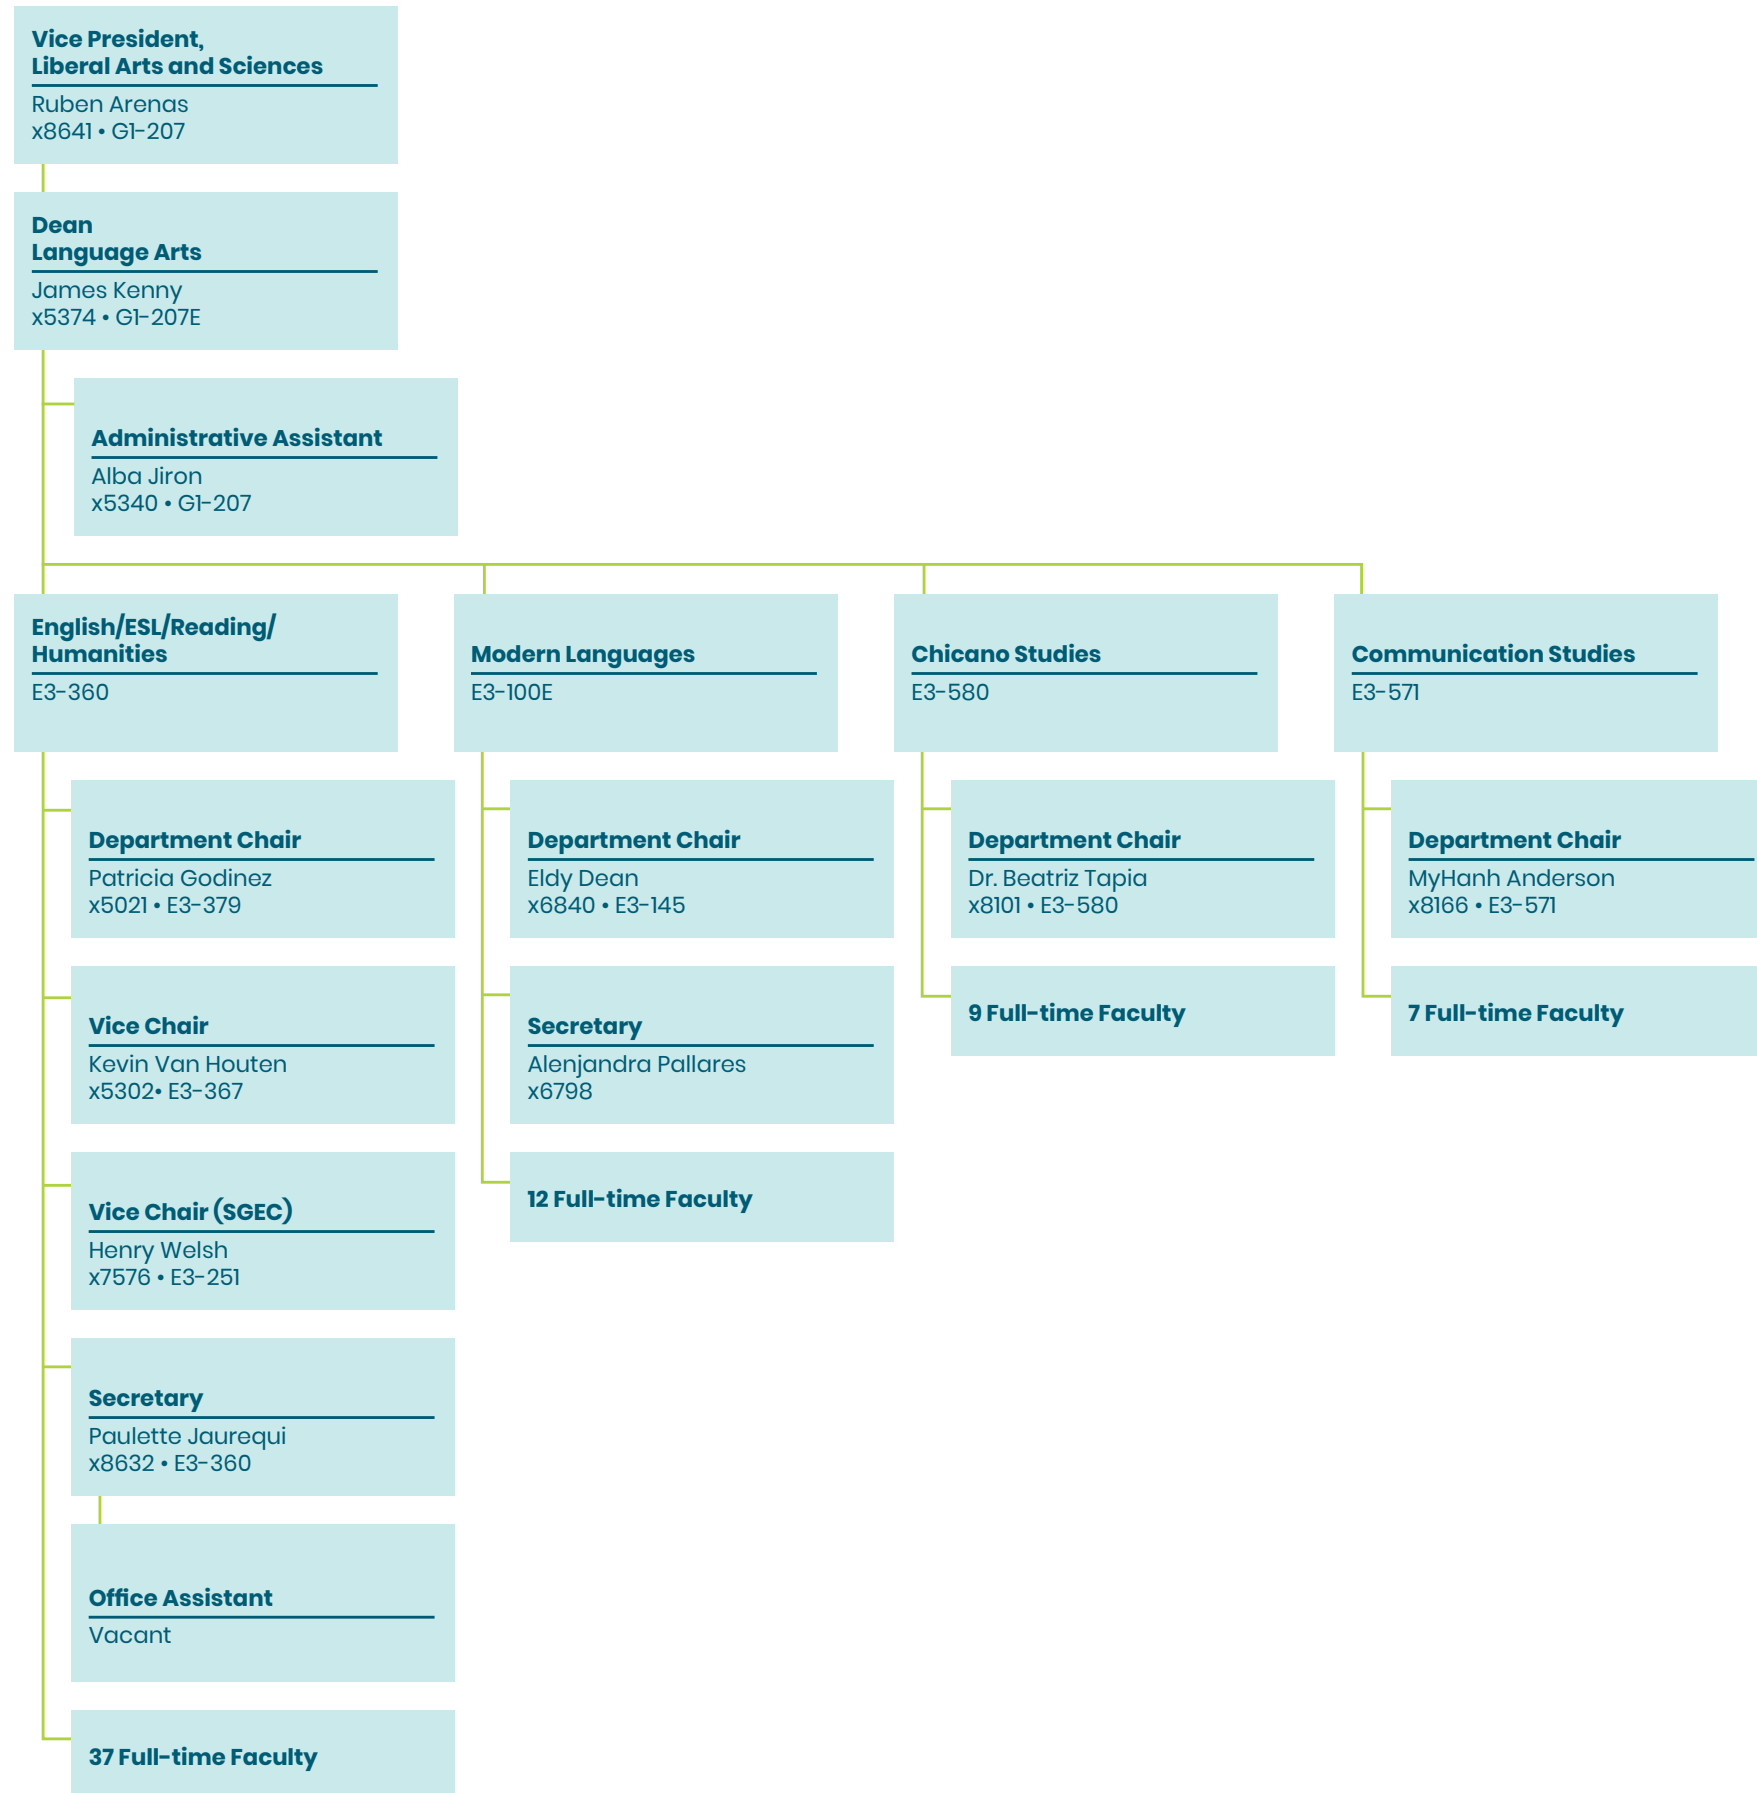 Vice President,
Liberal Arts and Sciences
Ruben Arenas
x8641 • G1-207
Dean
Language Arts
James Kenny
x5374 • G1-207E
Administrative Assistant
Alba Jiron
x5340 • G1-207
English/ESL/Reading/
Humanities
E3-360
Department Chair
Patricia Godinez
x5021 • E3-379
Vice Chair
Kevin Van Houten
x5302• E3-367
Vice Chair (SGEC)
Henry Welsh
x7576 • E3-251
Secretary
Paulette Jaurequi
x8632 • E3-360
Office Assistant
Vacant
37 Full-time Faculty
Modern Languages
E3-100E
Department Chair
Eldy Dean
x6840 • E3-145
Secretary
Alenjandra Pallares
x6798
12 Full-time Faculty
Chicano Studies
E3-580
Department Chair
Dr. Beatriz Tapia
x8101 • E3-580
9 Full-time Faculty
Communication Studies
E3-571
Department Chair
MyHanh Anderson
x8166 • E3-571
7 Full-time Faculty